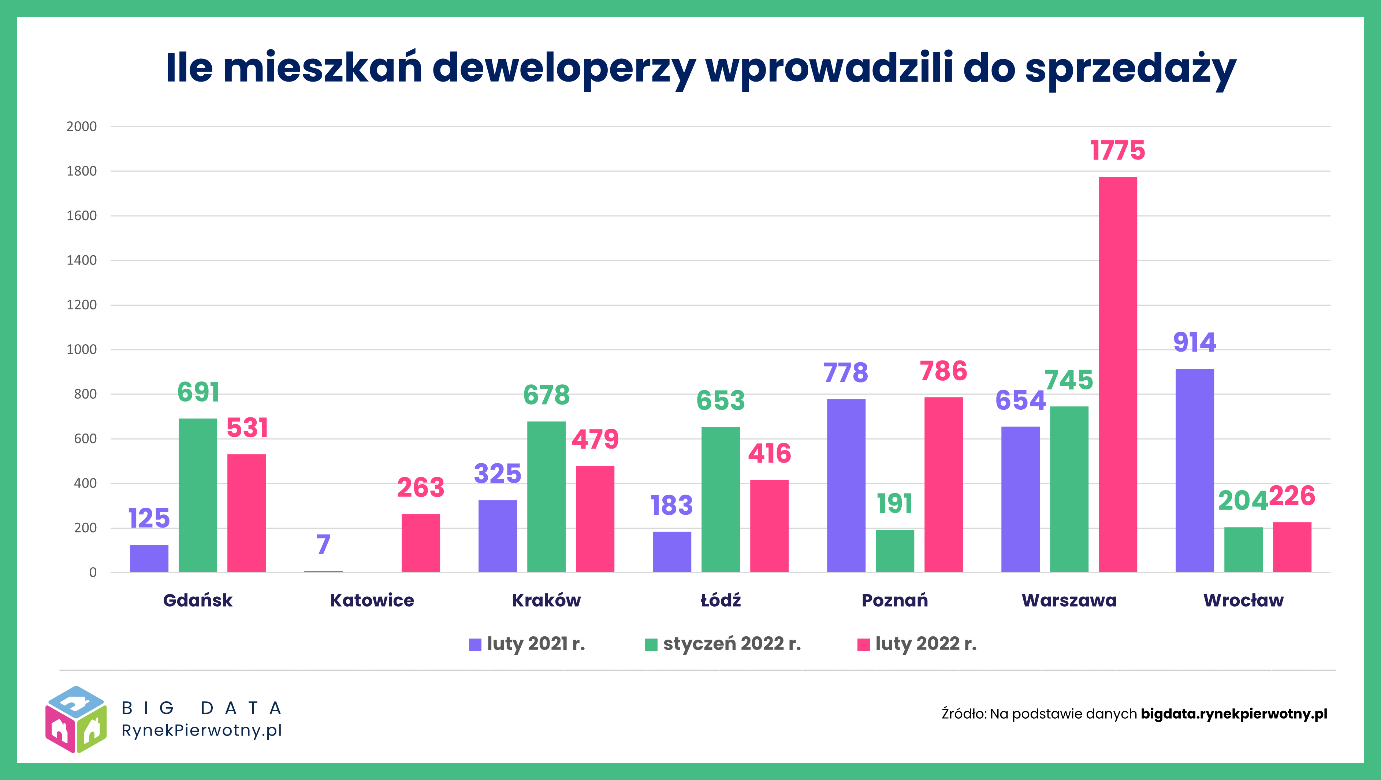 Ile mieszkań deweloperzy wprowadzili do sprzedaży
2000
1800
1600
1400
1200
1000
800
600
400
200
0
125
691
531
7
263
325
678
479
183
653
416
778
191
786
654
745
1775
914
204
226
Gdańsk
Katowice
Kraków
Łódź
Poznań
Warszawa
Wrocław
luty 2021 r.
styczeń 2022 r.
luty 2022 r.
BIG DATA
RynekPierwotny.pl
Źródło: Na podstawie danych bigdata.rynekpierwotny.pl